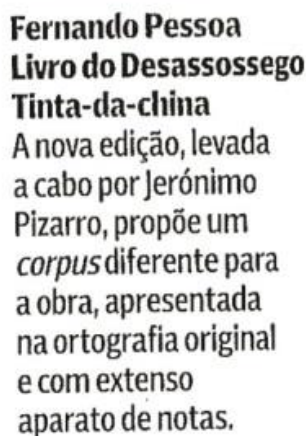 Fernando Pessoa
Livro do Desassossego
Tinta-da-china
A nova edição, levada
a cabo por Jerónimo
Pizarro, propõe um
corpus diferente para
a obra, apresentada
na ortografia original
e com extenso
aparato de notas.